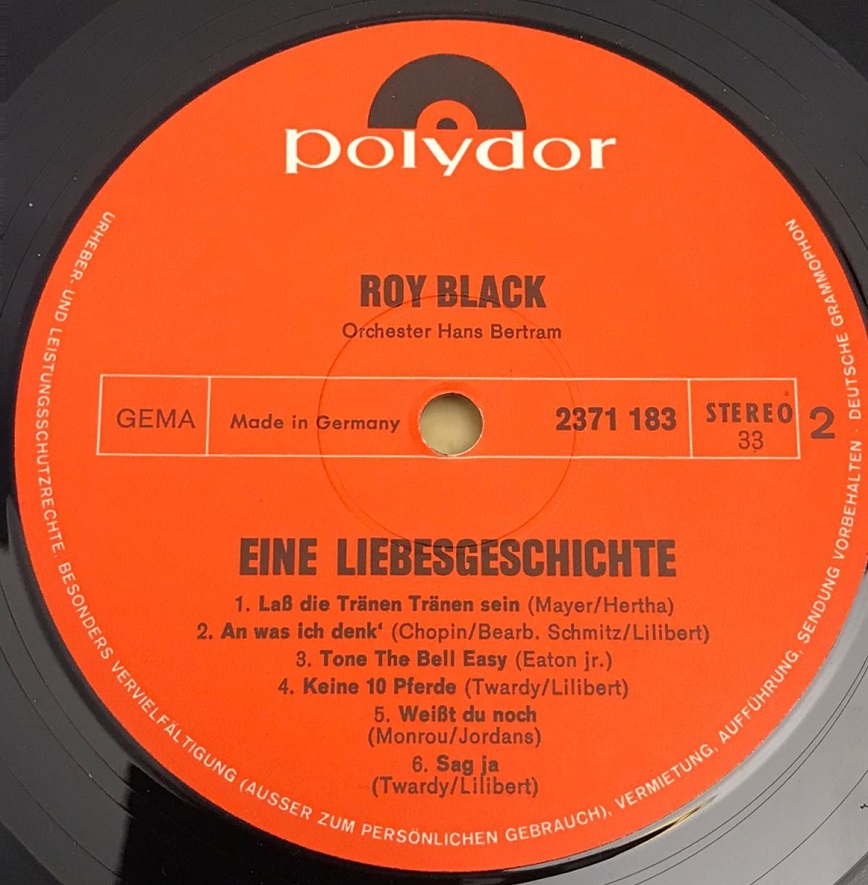 polydor
ROY BLACK
Orchester Hans Bertram
GEMA
Made in Germany
2371 183
STEREO
33
2
EINE LIEBESGESCHICHTE
1. Laß die Tränen Tränen sein (Mayer/Hertha)
2. An was ich denk‘ (Chopin/Bearb. Schmitz/Lilibert)
3. Tone The Bell Easy (Eaton jr.)
4. Keine 10 Pferde (Twardy/Lilibert)
5. Weißt du noch
(Monrou/Jordans)
6. Sag ja
(Twardy/Lilibert)
URHEBER- UND LEISTUNGSSCHUTZRECHTE. BESONDERS VERVIELFÄLTIGUNG (AUSSER ZUM PERSÖNLICHEN GEBRAUCH), VERMIETUNG, AUFFÜHRUNG, SENDUNG VORBEHALTEN · DEUTSCHE GRAMMOPHON